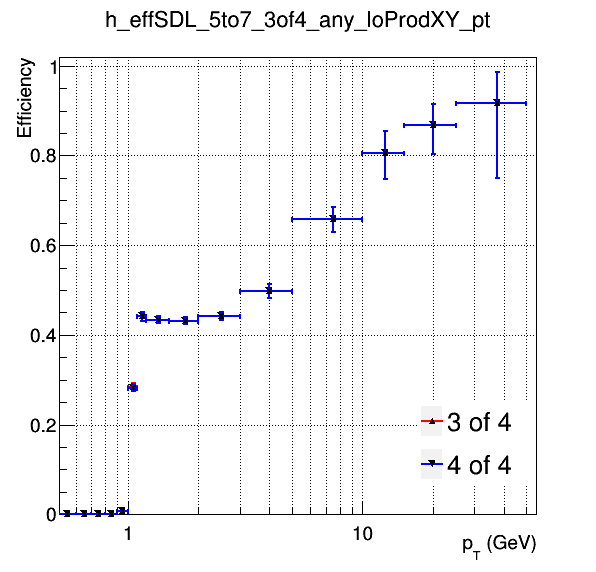 h_effSDL_5to7_3of4_any_loProdXY_pt
Efficiency
1
0.8
0.6
0.4
0.2
0
3 of 4
4 of 4
1
10
p_T (GeV)